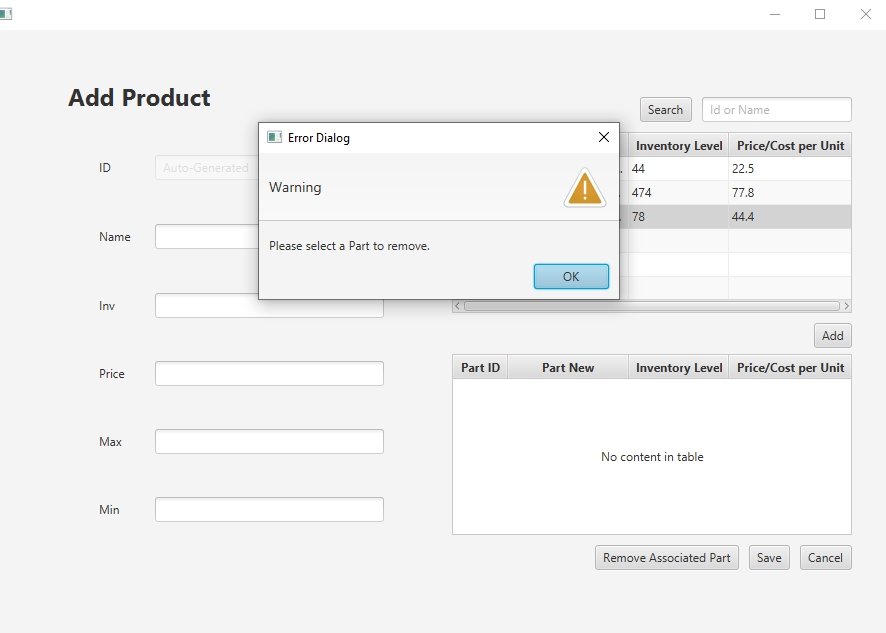 Add Product
Search
Id or Name
Error Dialog
Warning
Please select a Part to remove.
OK
Inventory Level Price/Cost per Unit
44 22.5
474 77.8
78 44.4
ID Auto-Generated
Name
Inv
Price
Max
Min
Add
Part ID Part New Inventory Level Price/Cost per Unit
No content in table
Remove Associated Part Save Cancel